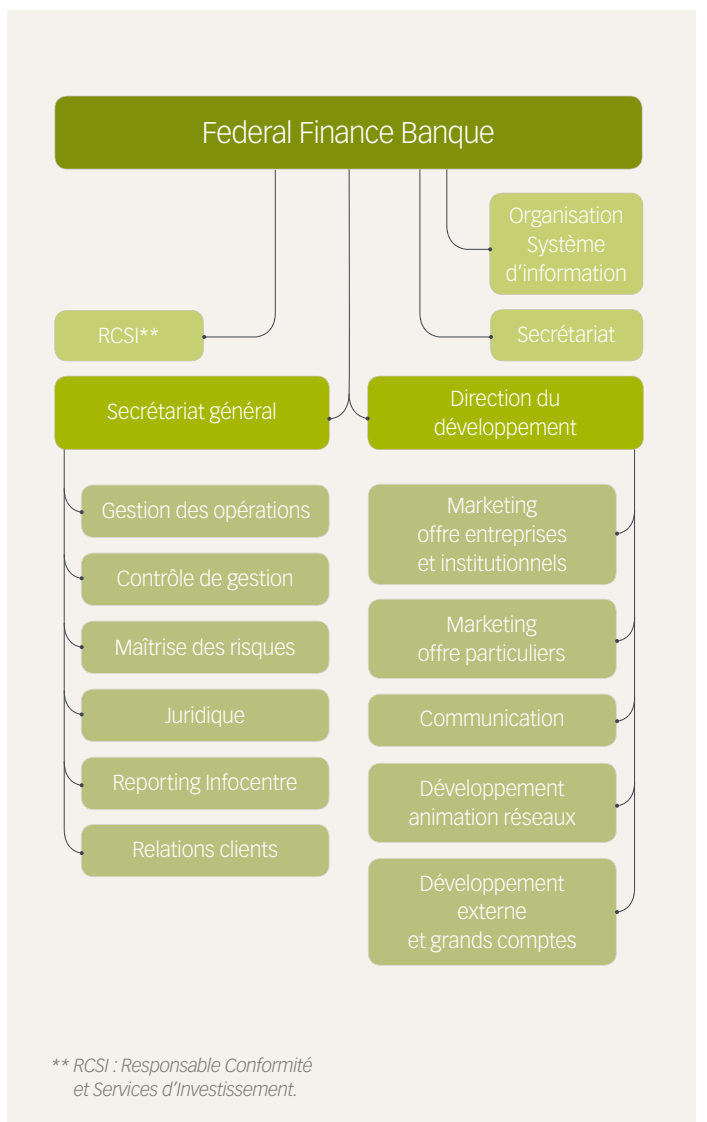 Federal Finance Banque
Organisation
Système
d'information
RCSI**
Secrétariat
Secrétariat général
Direction du
développement
Gestion des opérations
Contrôle de gestion
Maîtrise des risques
Juridique
Reporting Infocentre
Relations clients
Marketing
offre entreprises
et institutionnels
Marketing
offre particuliers
Communication
Développement
animation réseaux
Développement
externe
et grands comptes
** RCSI : Responsable Conformité
et Services d'Investissement.